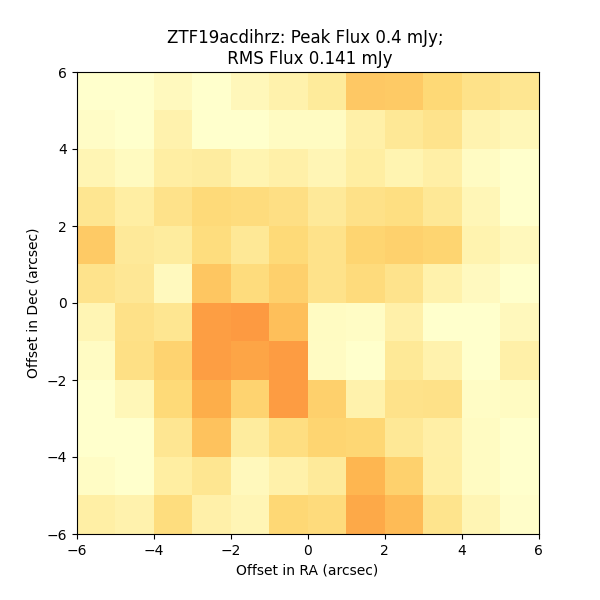 ZTF19acdihrz: Peak Flux 0.4 mJy;
RMS Flux 0.141 mJy
6
4
2
0
−2
−4
−6
Offset in Dec (arcsec)
−6 −4 −2 0 2 4 6
Offset in RA (arcsec)